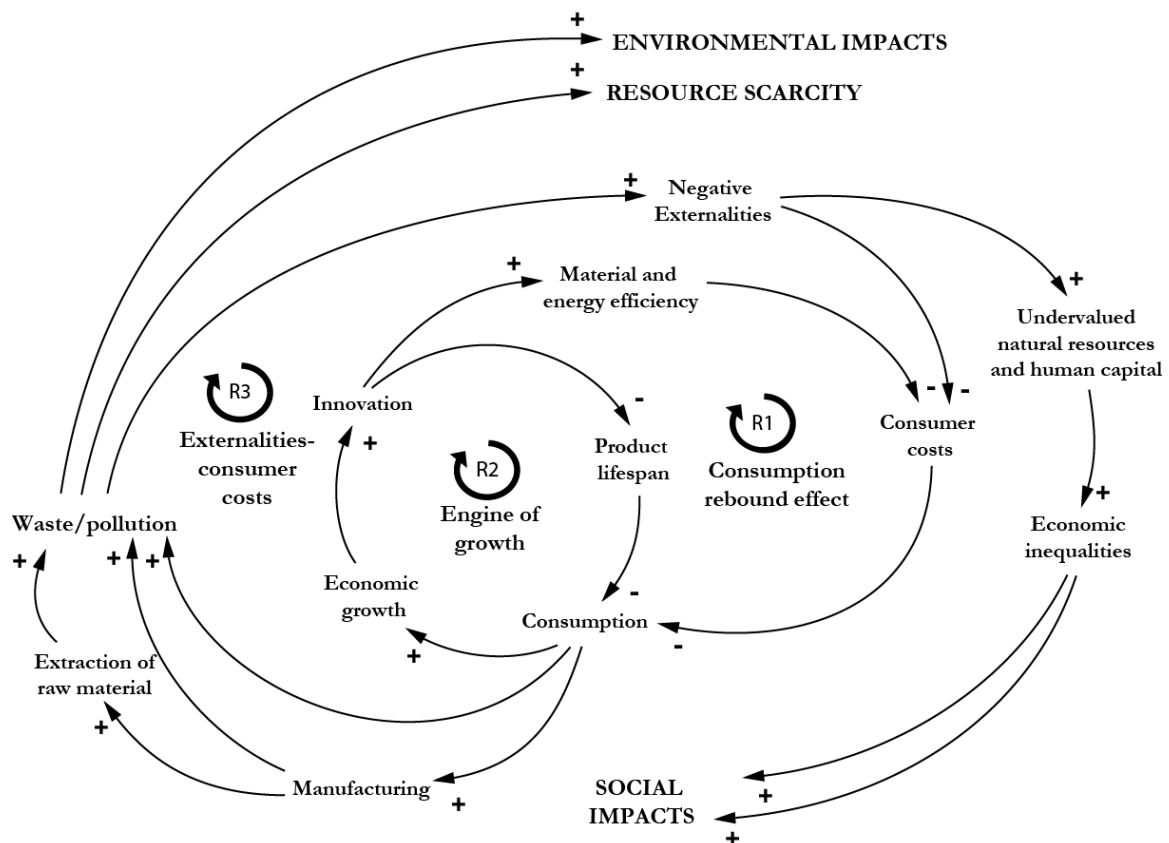 +
ENVIRONMENTAL IMPACTS
+
RESOURCE SCARCITY
+
Negative
Externalities
+
Material and
energy efficiency
+
Undervalued
natural resources
and human capital
R3
Externalities-
consumer
costs
Innovation
+
-
Product
lifespan
R1
Consumption
rebound effect
- -
Consumer
costs
R2
Engine of
growth
+
Economic
inequalities
Waste/pollution
+ + +
Economic
growth
+
-
Consumption
-
Extraction of
raw material
+
Manufacturing
+
SOCIAL
IMPACTS
+
+